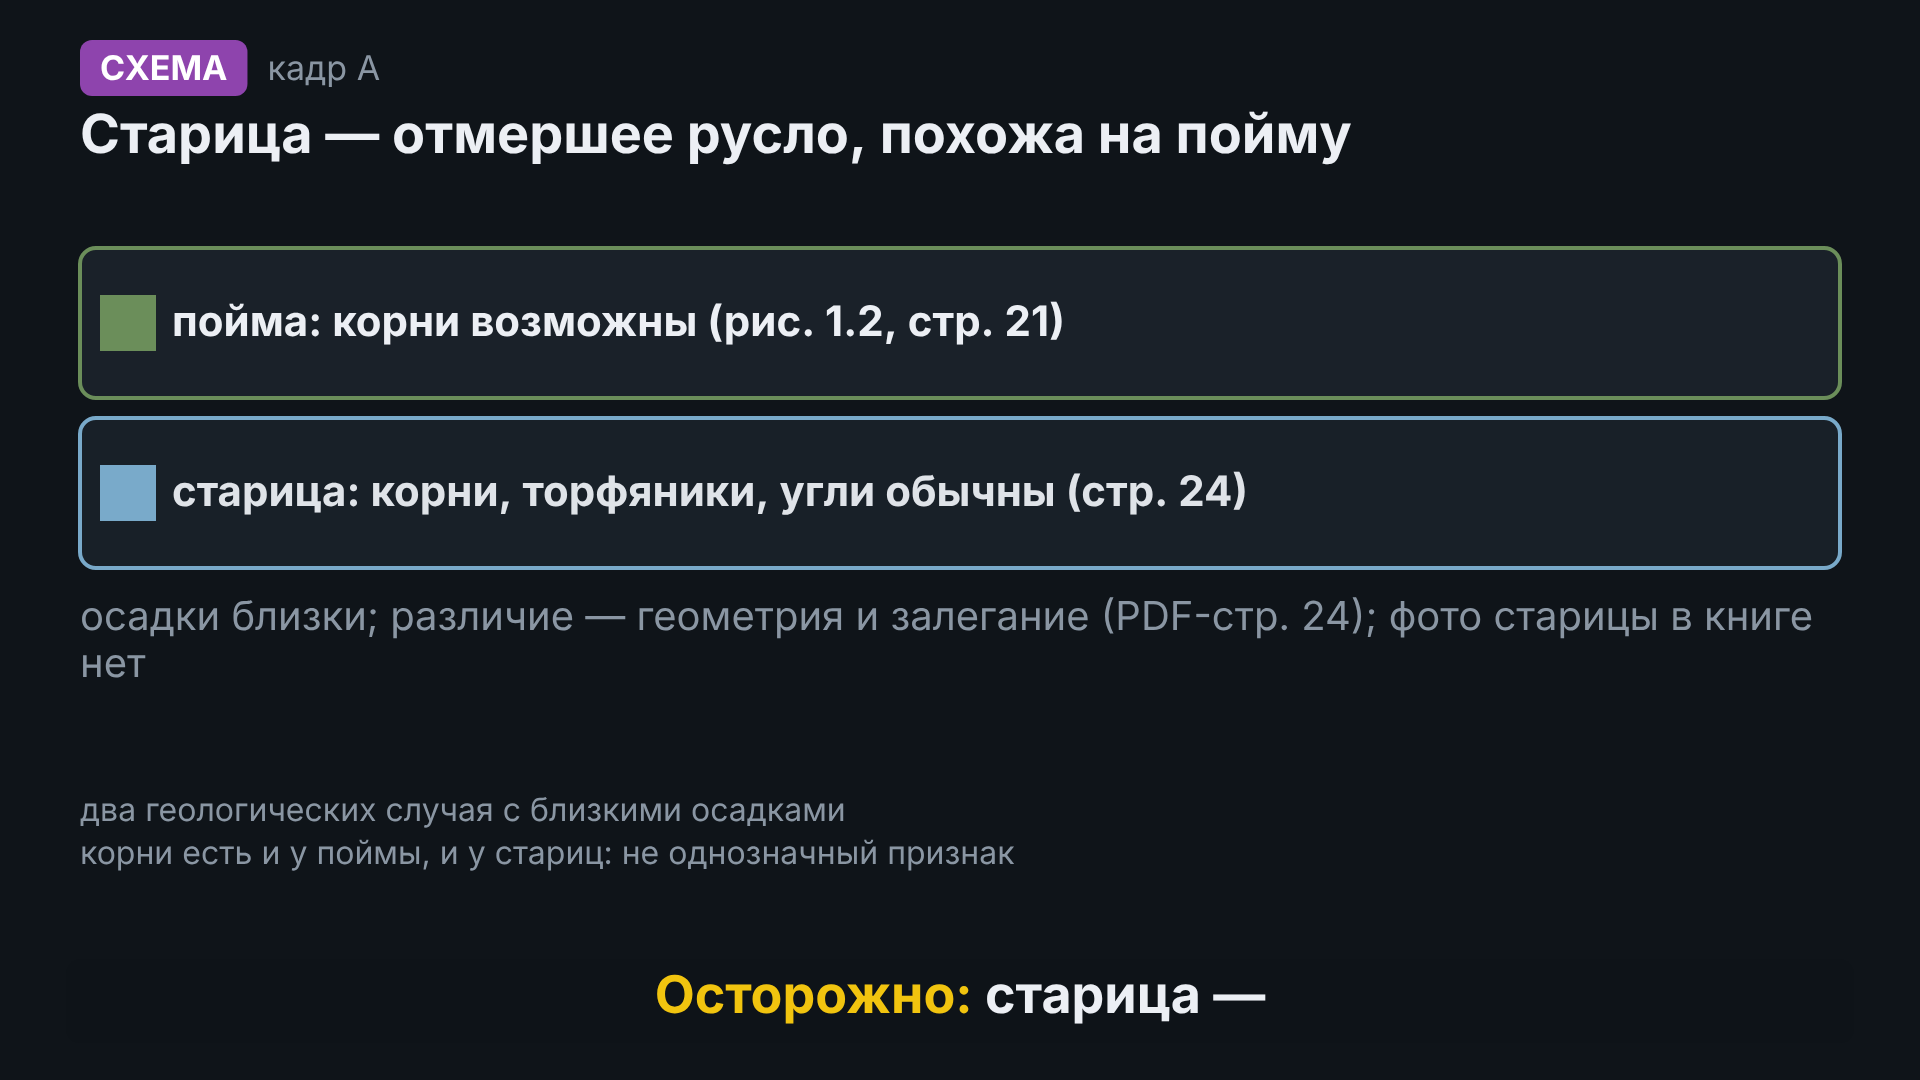 СХЕМА кадр А
Старица — отмершее русло, похожа на пойму
пойма: корни возможны (рис. 1.2, стр. 21)
старица: корни, торфяники, угли обычны (стр. 24)
осадки близки; различие — геометрия и залегание (PDF-стр. 24); фото старицы в книге
нет
два геологических случая с близкими осадками
корни есть и у поймы, и у стариц: не однозначный признак
Осторожно: старица —